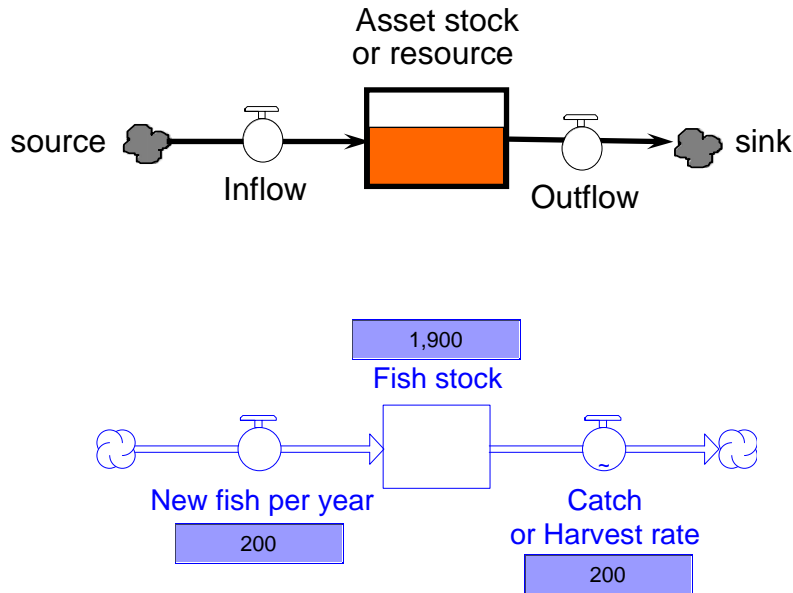 Asset stock
or resource
source
sink
Inflow
Outflow
1,900
Fish stock
~
New fish per year
Catch
or Harvest rate
200
200